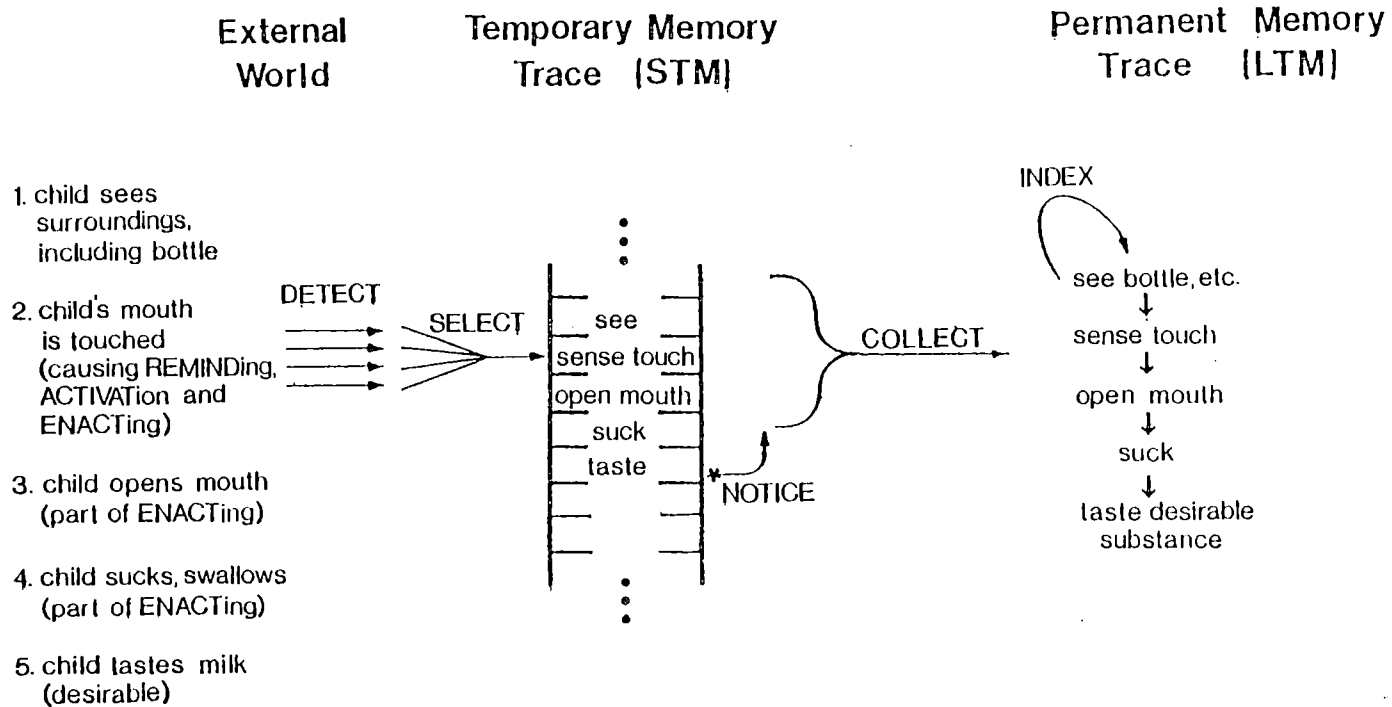 External
World
Temporary Memory
Trace [STM]
Permanent Memory
Trace [LTM]
1. child sees
surroundings,
including bottle
2. child's mouth
is touched
(causing REMINDing,
ACTIVATion and
ENACTing)
3. child opens mouth
(part of ENACTing)
4. child sucks, swallows
(part of ENACTing)
5. child tastes milk
(desirable)
DETECT
SELECT
see
sense touch
open mouth
suck
taste
*NOTICE
COLLECT
INDEX
see bottle, etc.
sense touch
open mouth
suck
taste desirable
substance